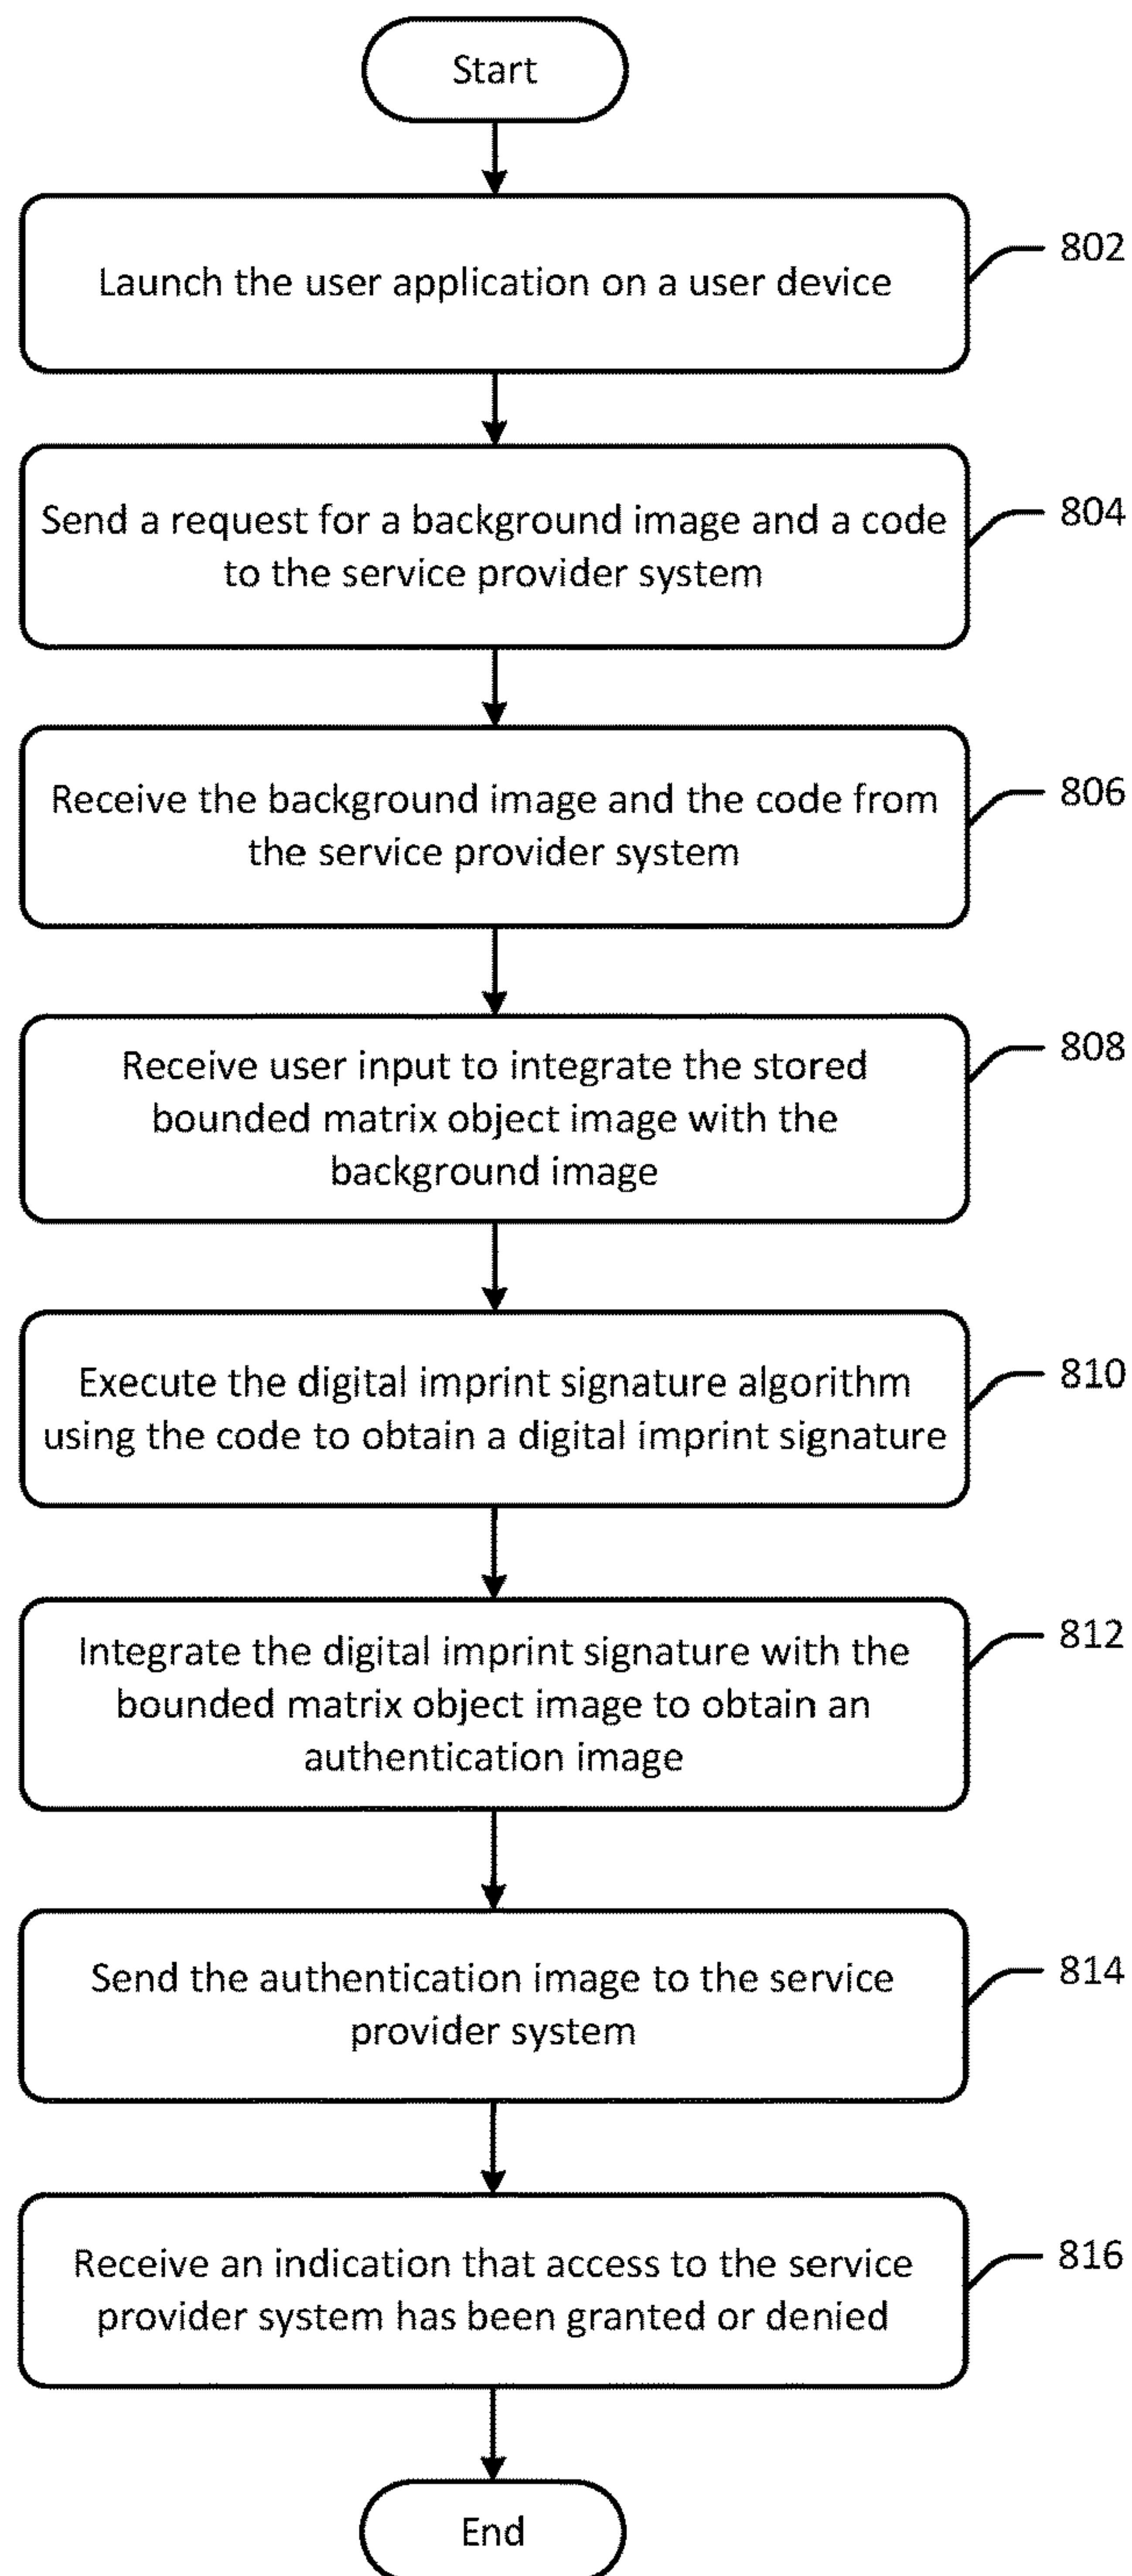 Start
Launch the user application on a user device
802
Send a request for a background image and a code
to the service provider system
804
Receive the background image and the code from
the service provider system
806
Receive user input to integrate the stored
bounded matrix object image with the
background image
808
Execute the digital imprint signature algorithm
using the code to obtain a digital imprint signature
810
Integrate the digital imprint signature with the
bounded matrix object image to obtain an
authentication image
812
Send the authentication image to the service
provider system
814
Receive an indication that access to the service
provider system has been granted or denied
816
End